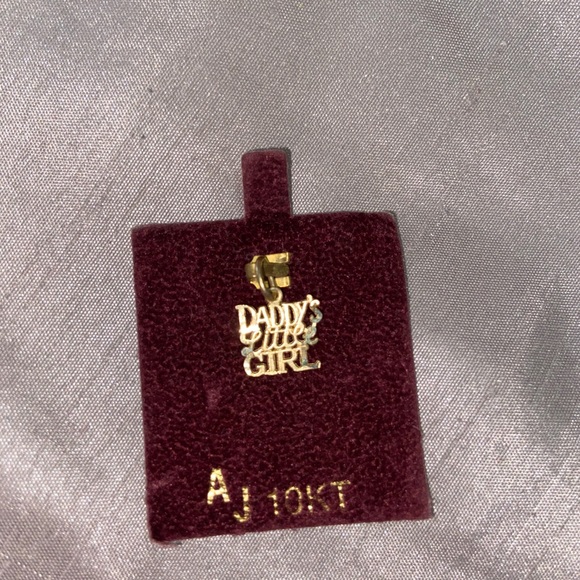 DADDY'S
Little
GIRL
AJ 10KT